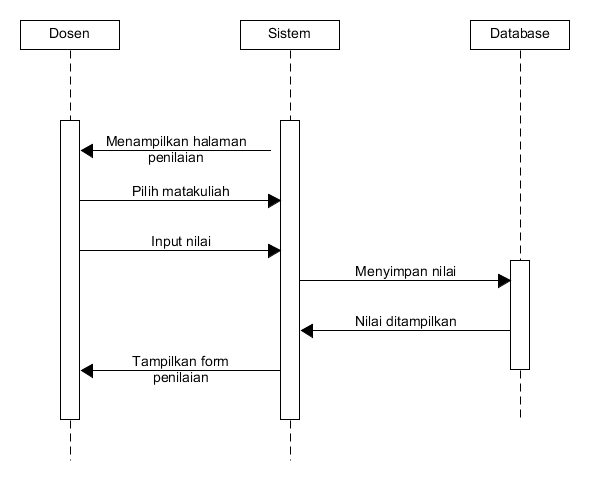 Dosen
Sistem
Database
Menampilkan halaman
penilaian
Pilih matakuliah
Input nilai
Menyimpan nilai
Nilai ditampilkan
Tampilkan form
penilaian